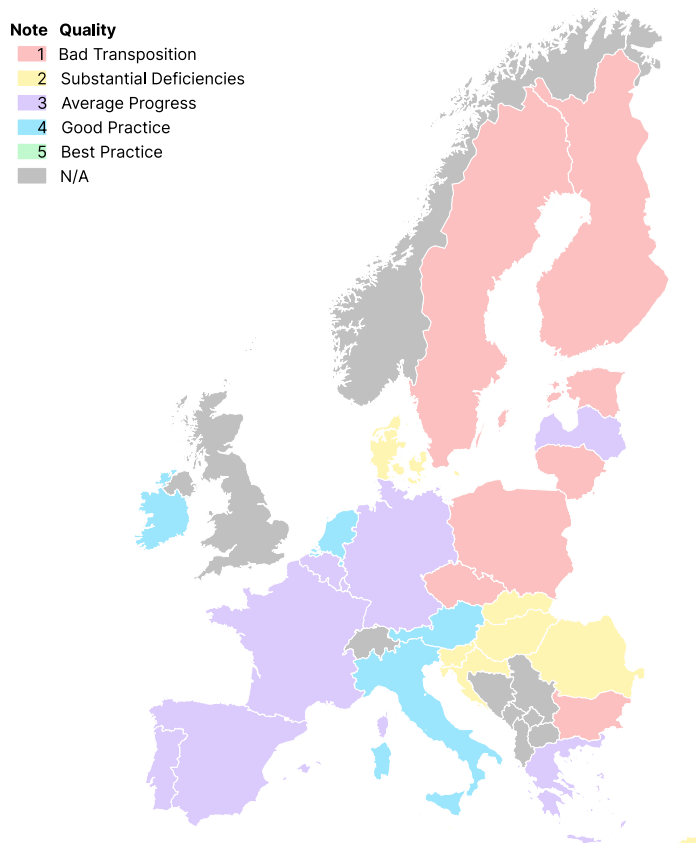 Note Quality
1 Bad Transposition
2 Substantial Deficiencies
3 Average Progress
4 Good Practice
5 Best Practice
N/A